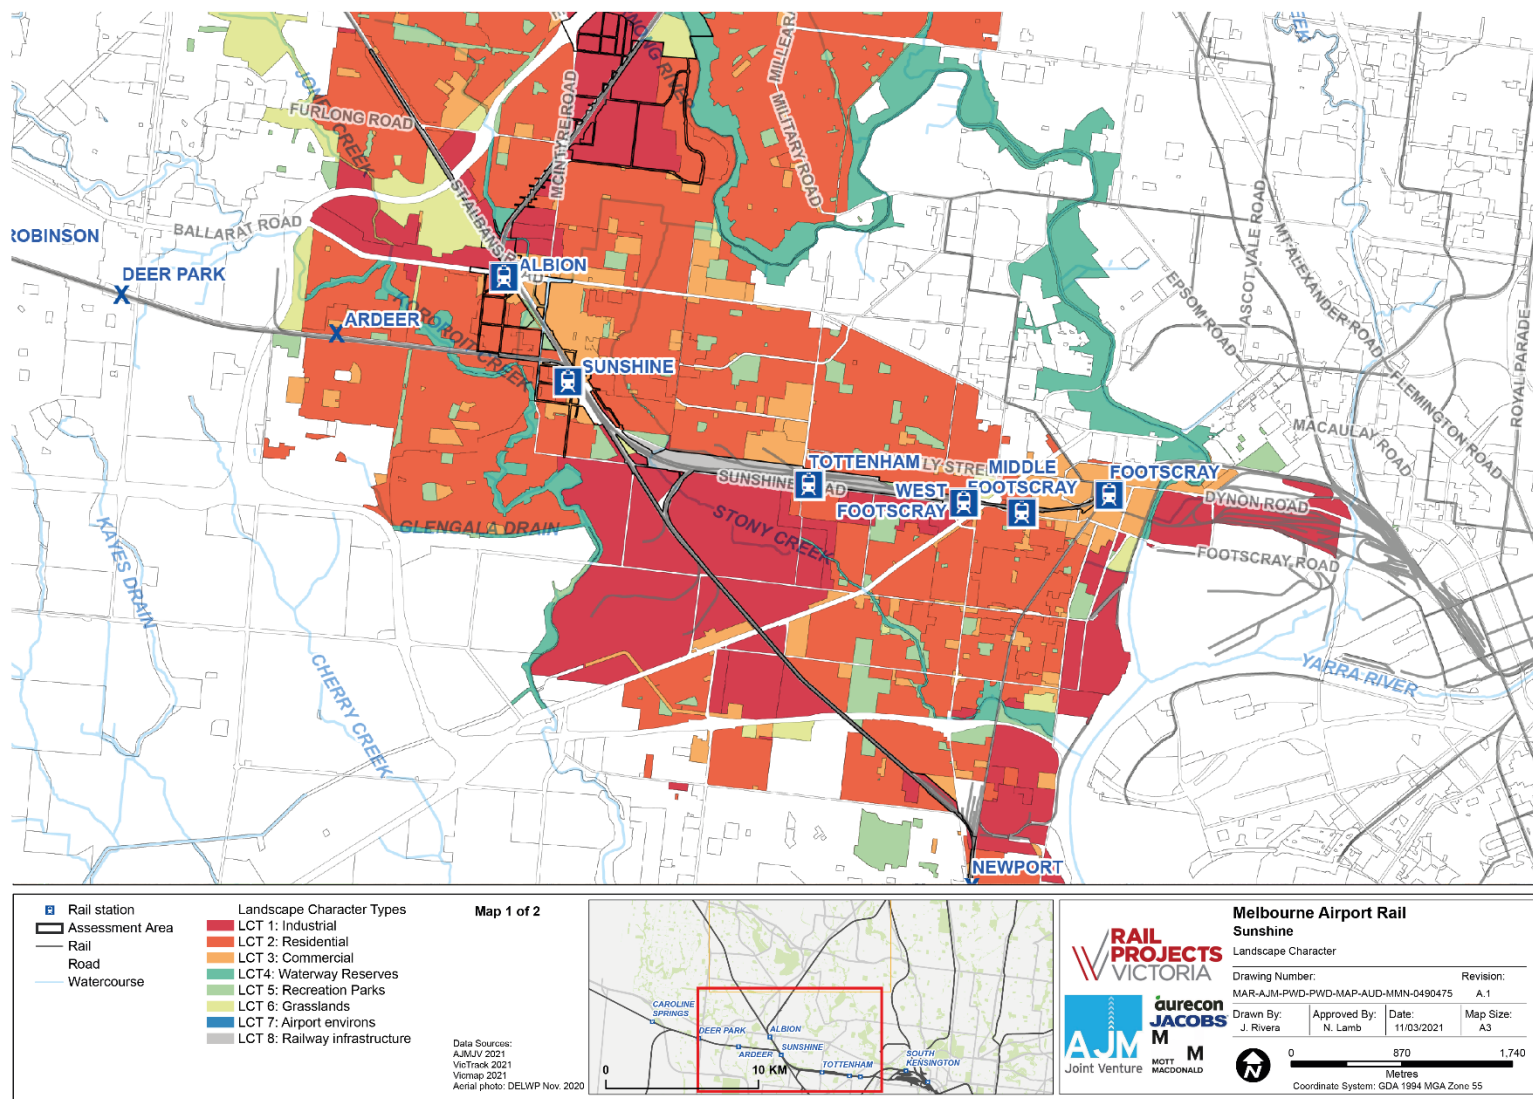 CREEK
MILLEARA
MARIBYRNONG RIVER
JONES CREEK
FURLONG ROAD
MCINTYRE ROAD
MILITARY ROAD
ST ALBANS ROAD
BALLARAT ROAD
ROBINSON
DEER PARK
ALBION
ARDEER
KOROROIT CREEK
SUNSHINE
ASCOT VALE ROAD
MT ALEXANDER ROAD
EPSOM ROAD
FLEMINGTON ROAD
ROYAL PARADE
MACAULAY ROAD
TOTTENHAM
LY STREE
MIDDLE
FOOTSCRAY
FOOTSCRAY
WEST
FOOTSCRAY
SUNSHINE
AD
DYNON ROAD
STONY CREEK
GLENGALA DRAIN
FOOTSCRAY ROAD
KAYES DRAIN
CHERRY CREEK
YARRA RIVER
NEWPORT
Rail station
Assessment Area
Rail
Road
Watercourse
Landscape Character Types
LCT 1: Industrial
LCT 2: Residential
LCT 3: Commercial
LCT4: Waterway Reserves
LCT 5: Recreation Parks
LCT 6: Grasslands
LCT 7: Airport environs
LCT 8: Railway infrastructure
Map 1 of 2
Data Sources:
AJMJV 2021
VicTrack 2021
Vicmap 2021
Aerial photo: DELWP Nov. 2020
CAROLINE
SPRINGS
DEER PARK
ALBION
ARDEER
SUNSHINE
TOTTENHAM
SOUTH
KENSINGTON
0 10 KM
RAIL
PROJECTS
VICTORIA
AJM
Joint Venture
aurecon
JACOBS
M
M
MOTT
MACDONALD
Melbourne Airport Rail
Sunshine
Landscape Character
Drawing Number: Revision:
MAR-AJM-PWD-PWD-MAP-AUD-MMN-0490475 A.1
Drawn By: Approved By: Date: Map Size:
J. Rivera N. Lamb 11/03/2021 A3
N
0 870 1,740
Metres
Coordinate System: GDA 1994 MGA Zone 55